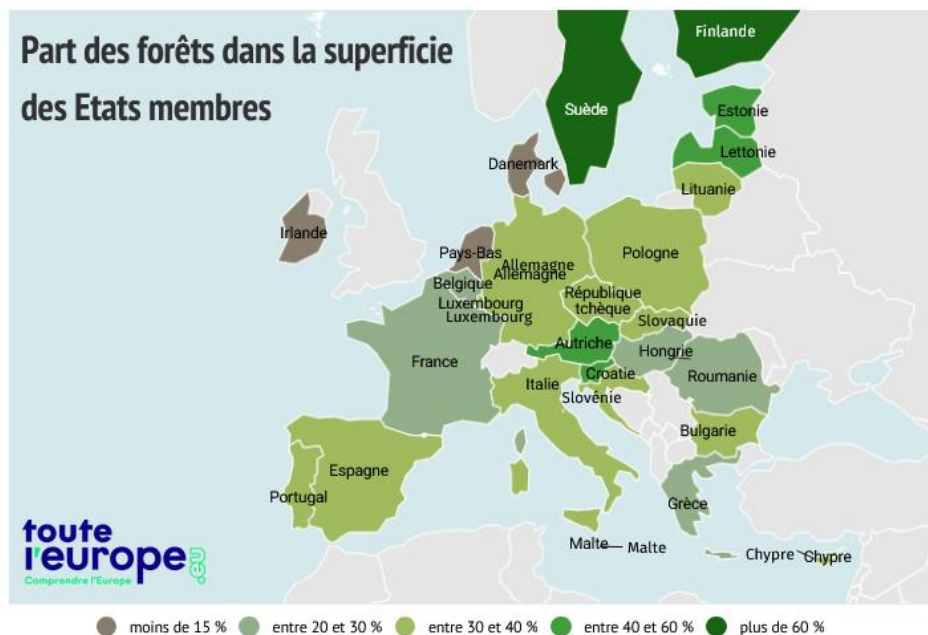 Part des forêts dans la superficie
des Etats membres
Finlande
Suède
Estonie
Lettonie
Danemark
Lituanie
Irlande
Pays-Bas
Pologne
Allemagne
Allemagne
Belgique
République
tchèque
Luxembourg
Luxembourg
Slovaquie
Autriche
Hongrie
France
Croatie
Roumanie
Italie
Slovénie
Bulgarie
Espagne
Portugal
Grèce
Malte
Malte
Chypre
Chypre
toute
l'europe.eu
Comprendre l'Europe
moins de 15 %
entre 20 et 30 %
entre 30 et 40 %
entre 40 et 60 %
plus de 60 %